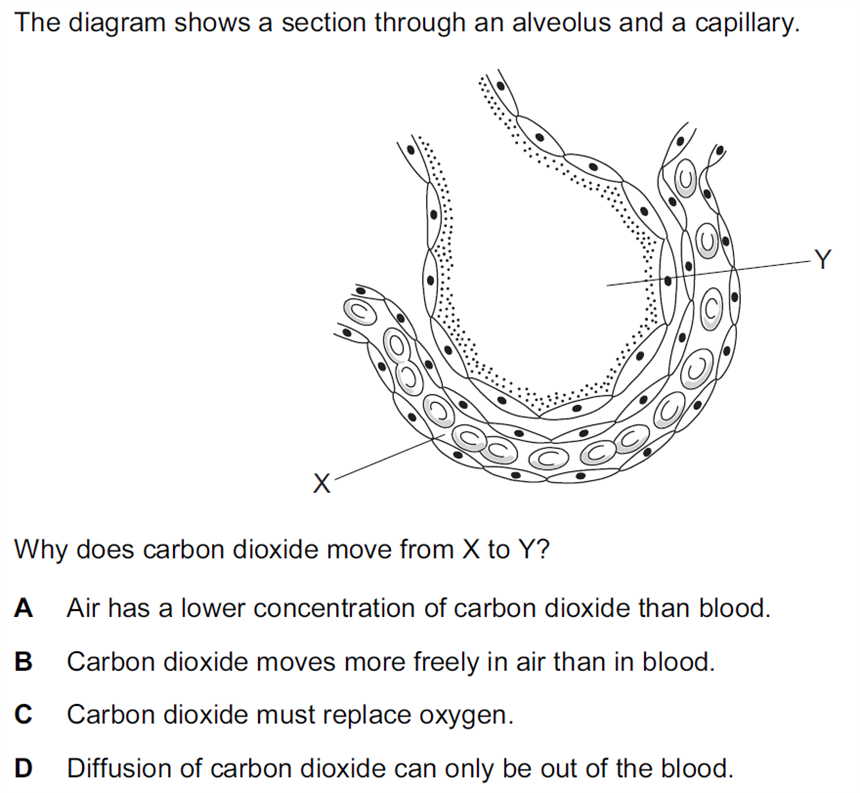 The diagram shows a section through an alveolus and a capillary.
Y
X
Why does carbon dioxide move from X to Y?
A Air has a lower concentration of carbon dioxide than blood.
B Carbon dioxide moves more freely in air than in blood.
C Carbon dioxide must replace oxygen.
D Diffusion of carbon dioxide can only be out of the blood.